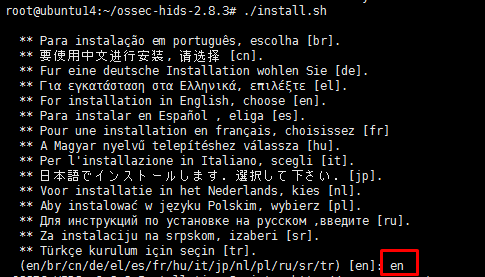 root@ubuntu14:~/ossec-hids-2.8.3# ./install.sh
** Para instalação em português, escolha [br].
** 要使用中文进行安装, 请选择 [cn].
** Fur eine deutsche Installation wohlen Sie [de].
** Για εγκατάσταση στα Ελληνικά, επιλέξτε [el].
** For installation in English, choose [en].
** Para instalar en Español , eliga [es].
** Pour une installation en français, choisissez [fr]
** A Magyar nyelvű telepítéshez válassza [hu].
** Per l'installazione in Italiano, scegli [it].
** 日本語でインストールします. 選択して下さい. [jp].
** Voor installatie in het Nederlands, kies [nl].
** Aby instalować w języku Polskim, wybierz [pl].
** Для инструкций по установке на русском ,введите [ru].
** Za instalaciju na srpskom, izaberi [sr].
** Türkçe kurulum için seçin [tr].
(en/br/cn/de/el/es/fr/hu/it/jp/nl/pl/ru/sr/tr) [en]: en